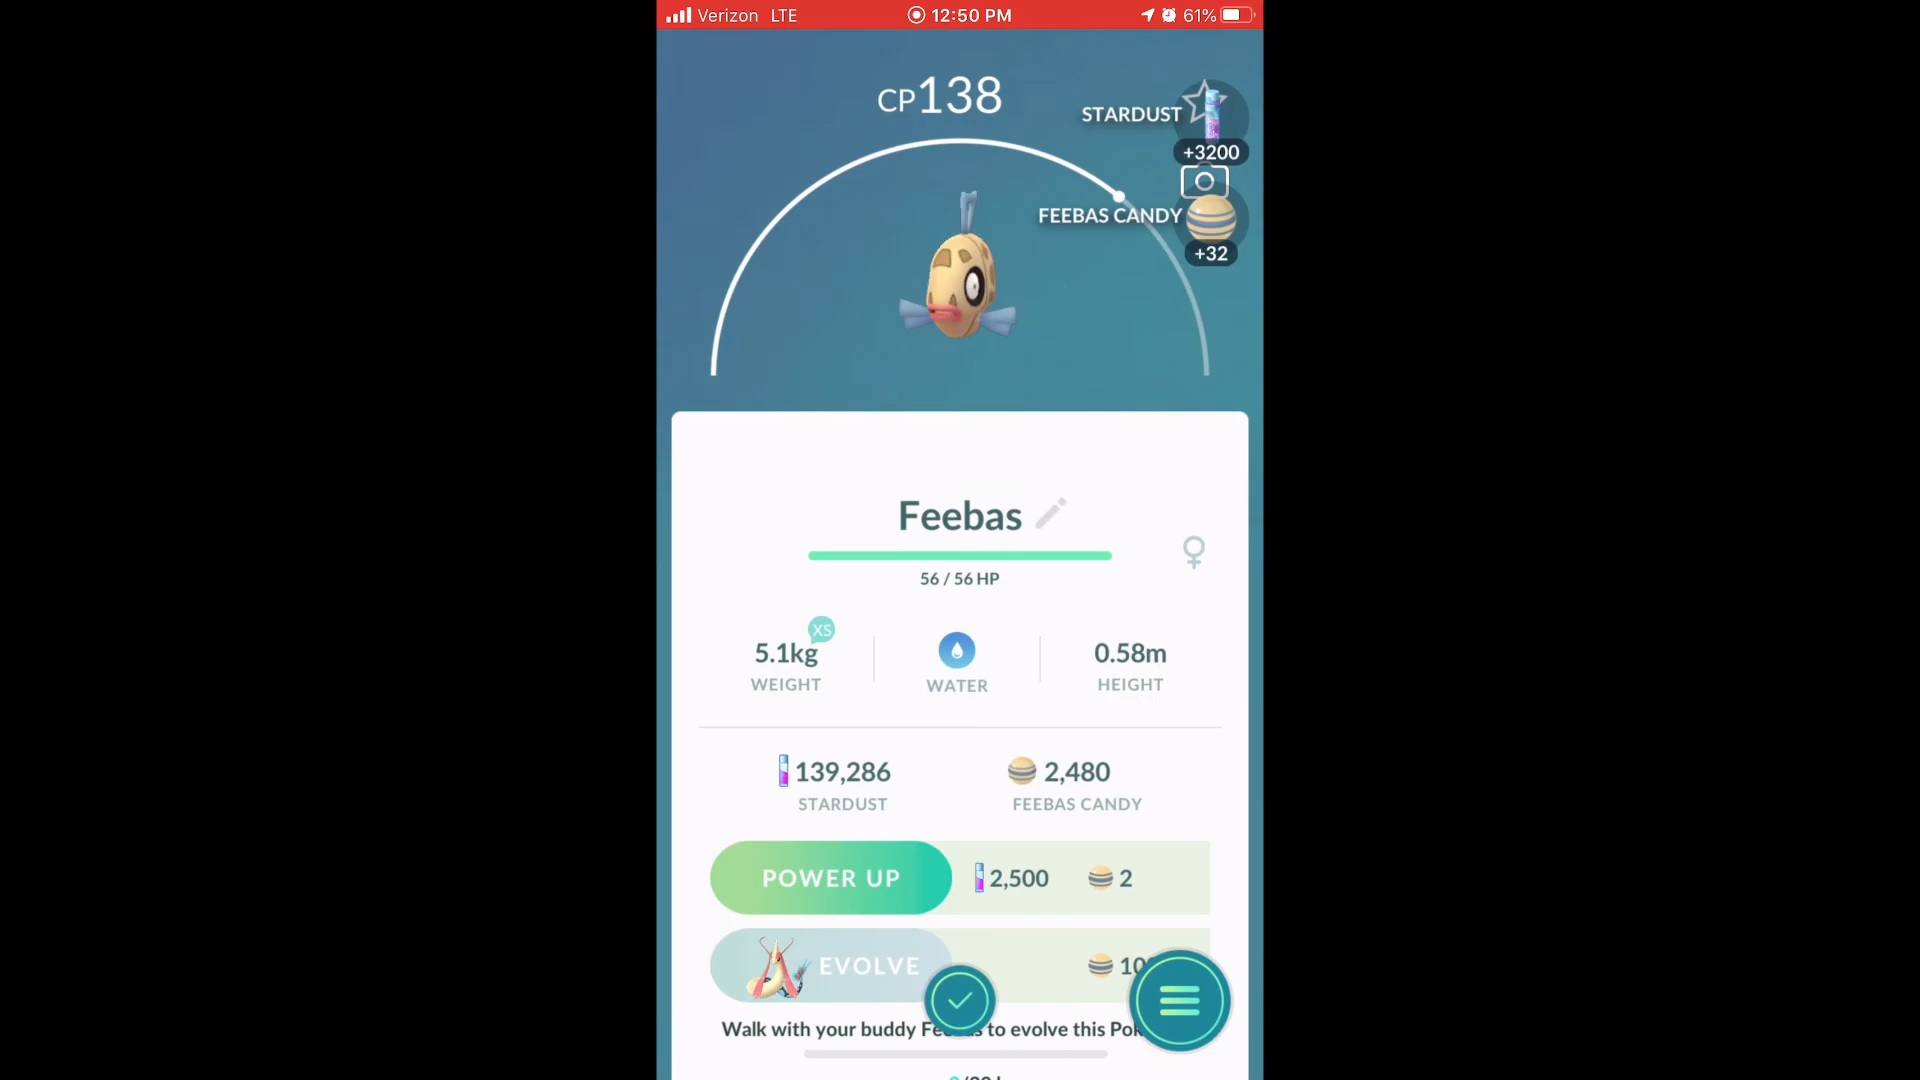 Verizon LTE 12:50 PM 61%
CP138
STARDUST
+3200
FEEBAS CANDY
+32
Feebas
56 / 56 HP
XS
5.1kg
WEIGHT
WATER
0.58m
HEIGHT
139,286
STARDUST
2,480
FEEBAS CANDY
POWER UP 2,500 2
EVOLVE
Walk with your buddy to evolve this